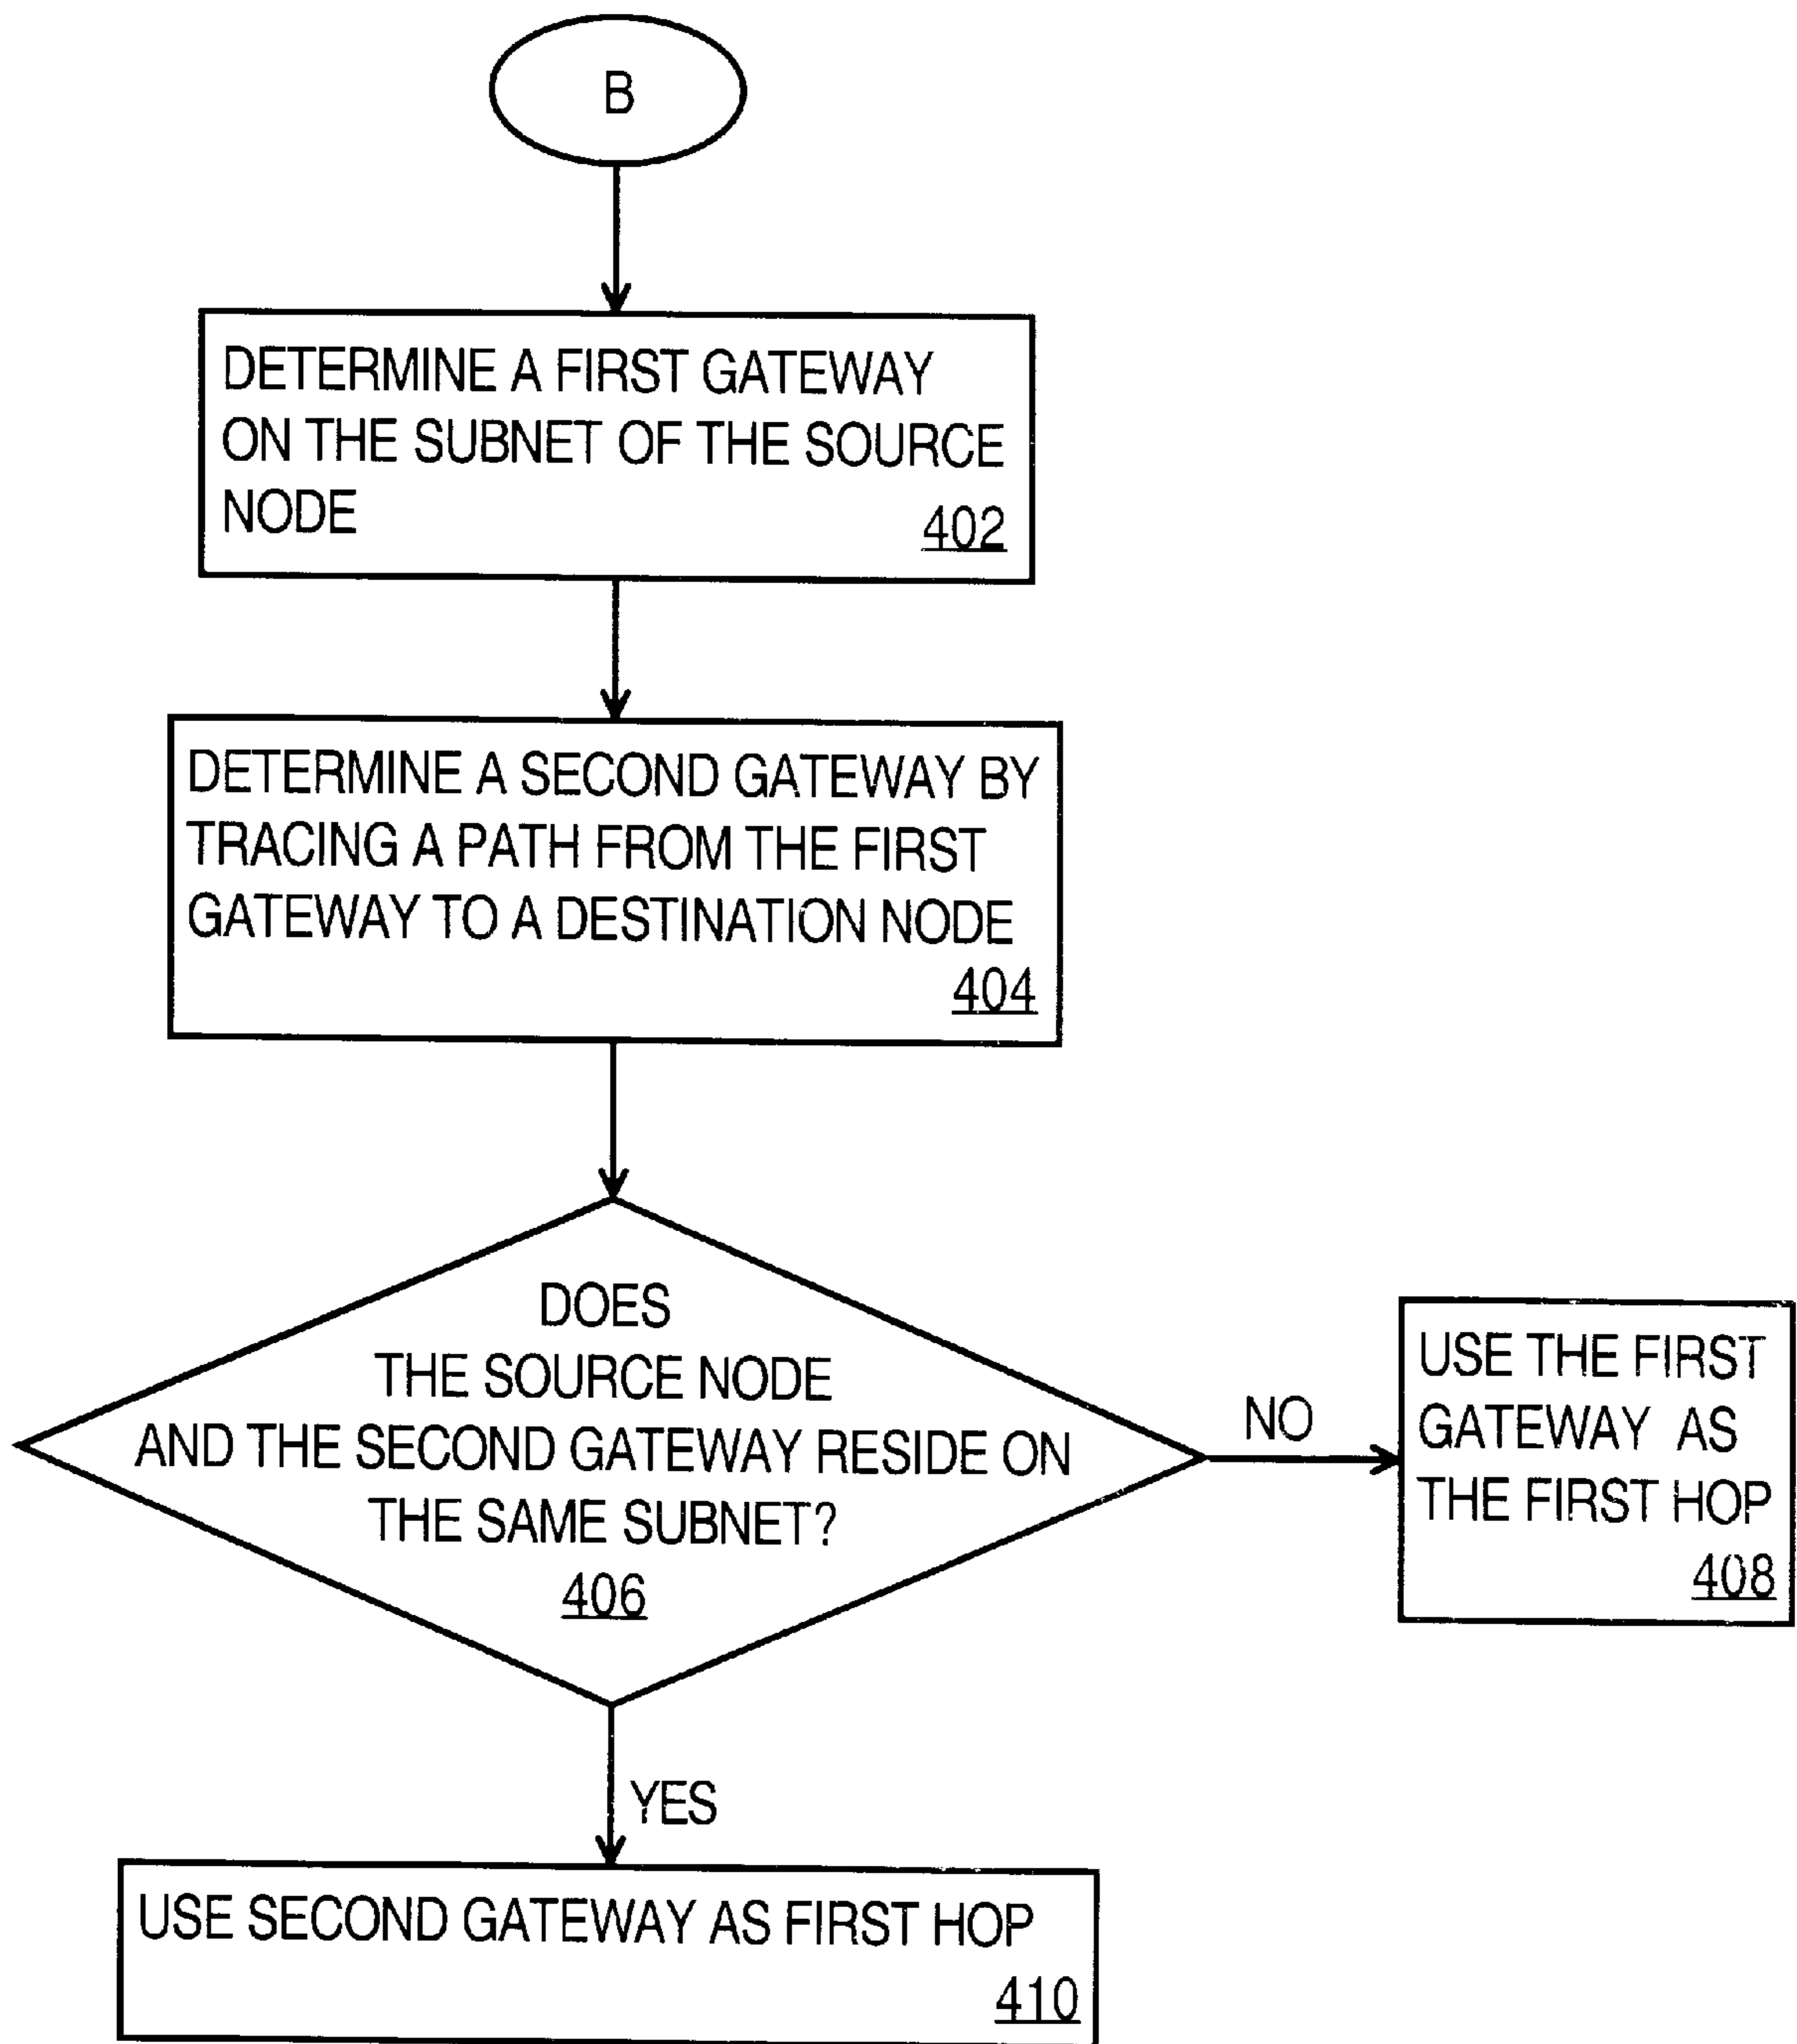 B
DETERMINE A FIRST GATEWAY
ON THE SUBNET OF THE SOURCE
NODE
402
DETERMINE A SECOND GATEWAY BY
TRACING A PATH FROM THE FIRST
GATEWAY TO A DESTINATION NODE
404
DOES
THE SOURCE NODE
AND THE SECOND GATEWAY RESIDE ON
THE SAME SUBNET?
406
NO
USE THE FIRST
GATEWAY AS
THE FIRST HOP
408
YES
USE SECOND GATEWAY AS FIRST HOP
410